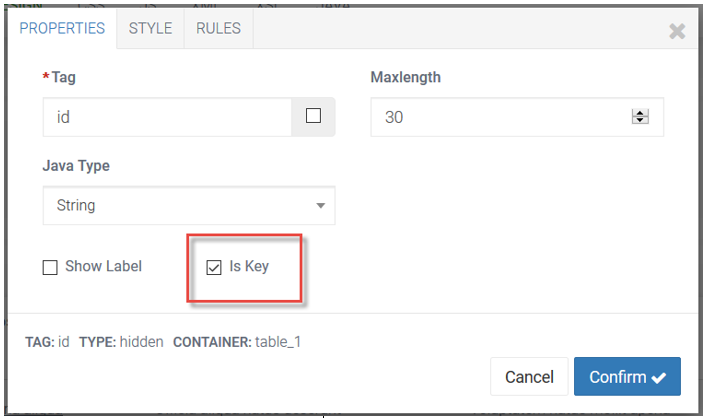 PROPERTIES STYLE RULES
*Tag Maxlength
id 30
Java Type
String
Show Label Is Key
TAG: id TYPE: hidden CONTAINER: table_1
Cancel Confirm